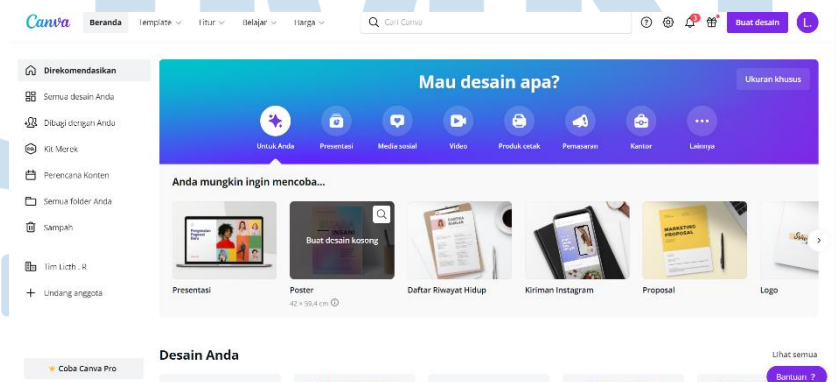 Canva Beranda Template Fitur Belajar Harga Cari Canva Buat desain L.
Direkomendasikan
Semua desain Anda
Dibagi dengan Anda
Kit Merek
Perencana Konten
Semua folder Anda
Sampah
Tim Licth . R
Undang anggota
Coba Canva Pro
Mau desain apa?
Ukuran khusus
Untuk Anda Presentasi Media sosial Video Produk cetak Pemasaran Kantor Lainnya
Anda mungkin ingin mencoba...
Buat desain kosong
MARKETING
PROPOSAL
Presentasi Poster Daftar Riwayat Hidup Kiriman Instagram Proposal Logo
42 × 59,4 cm
Desain Anda
Lihat semua
Bantuan ?